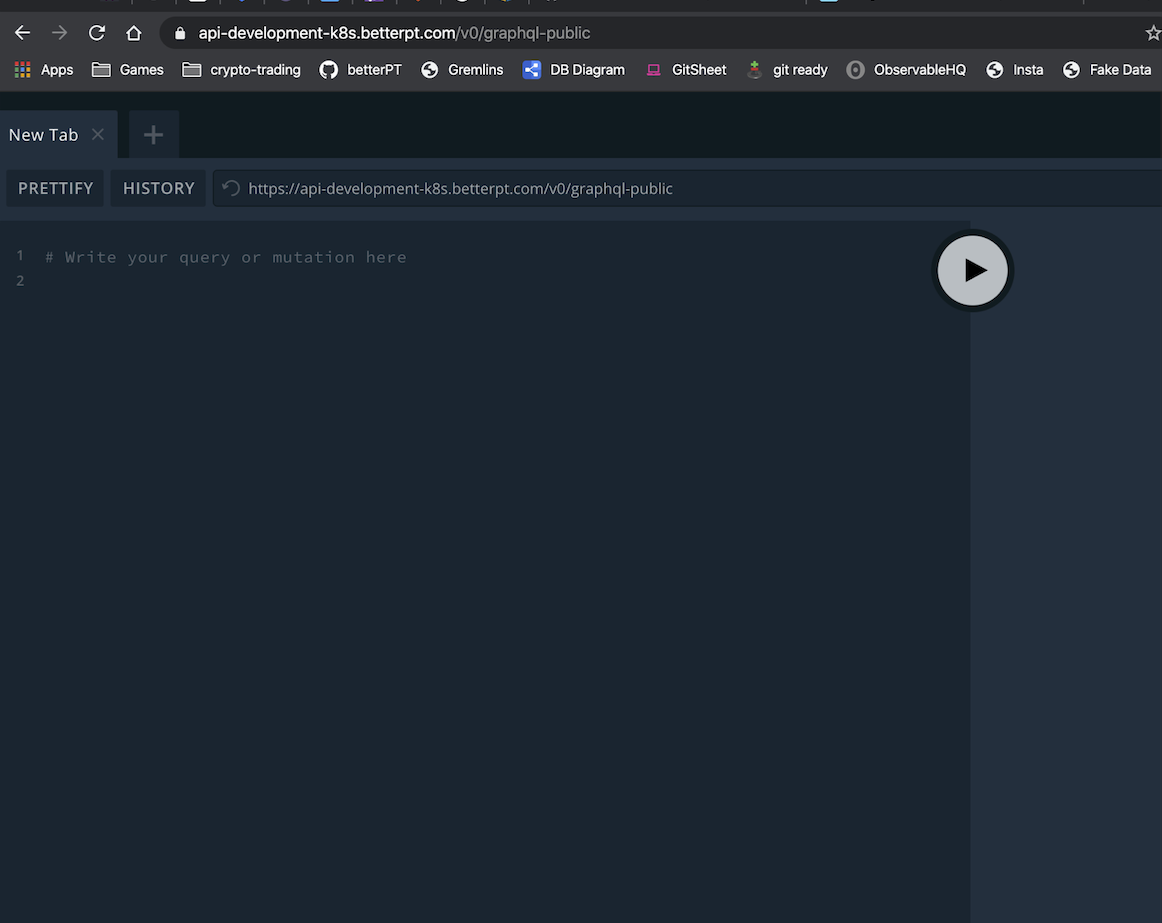 api-development-k8s.betterpt.com/v0/graphql-public
Apps Games crypto-trading betterPT Gremlins DB Diagram GitSheet git ready ObservableHQ Insta Fake Data
New Tab
PRETTIFY HISTORY https://api-development-k8s.betterpt.com/v0/graphql-public
1 # Write your query or mutation here
2